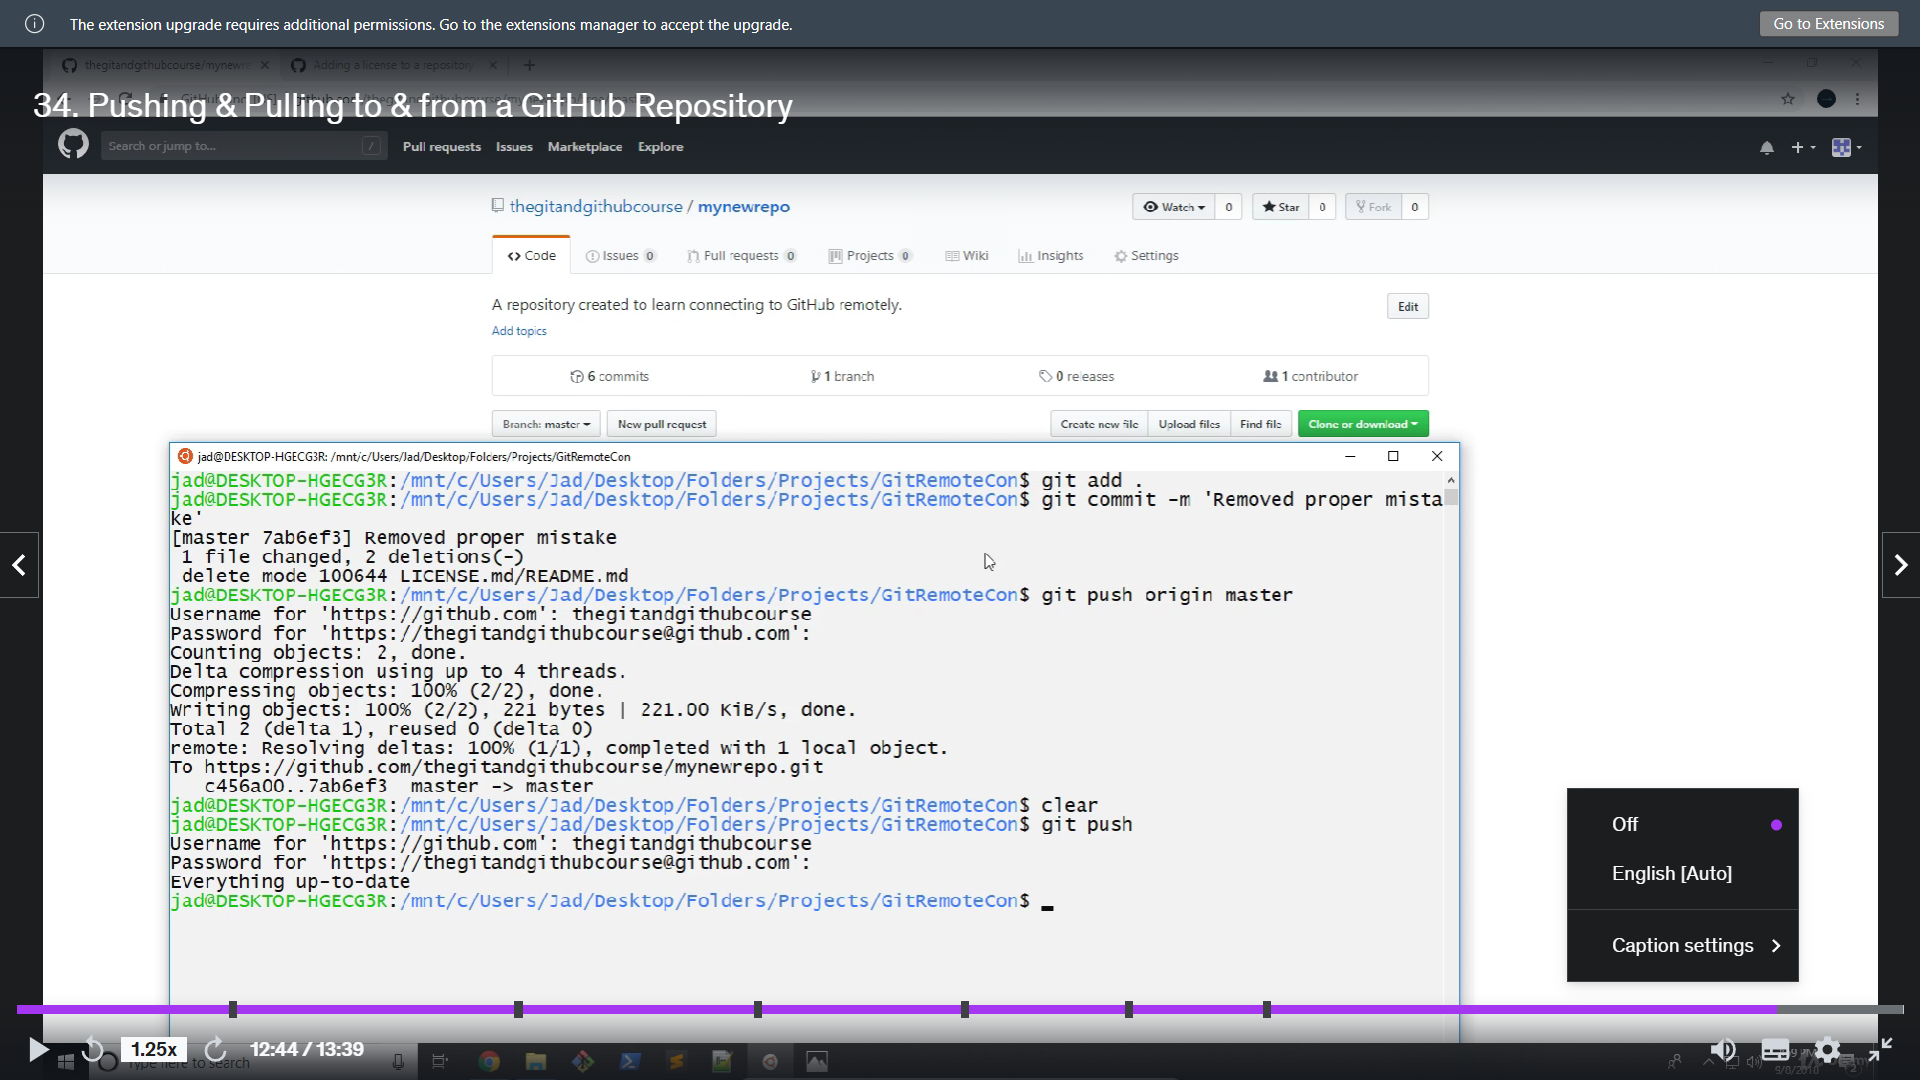 The extension upgrade requires additional permissions. Go to the extensions manager to accept the upgrade.
Go to Extensions
thegitandgithubcourse/mynewre
Adding a license to a repository
34. Pushing & Pulling to & from a GitHub Repository
Search or jump to...
/
Pull requests
Issues
Marketplace
Explore
thegitandgithubcourse / mynewrepo
Watch
0
Star
0
Fork
0
Code
Issues 0
Pull requests 0
Projects 0
Wiki
Insights
Settings
A repository created to learn connecting to GitHub remotely.
Edit
Add topics
6 commits
1 branch
0 releases
1 contributor
Branch: master
New pull request
Create new file
Upload files
Find file
Clone or download
jad@DESKTOP-HGECG3R: /mnt/c/Users/Jad/Desktop/Folders/Projects/GitRemoteCon
jad@DESKTOP-HGECG3R:/mnt/c/Users/Jad/Desktop/Folders/Projects/GitRemoteCon$ git add .
jad@DESKTOP-HGECG3R:/mnt/c/Users/Jad/Desktop/Folders/Projects/GitRemoteCon$ git commit -m 'Removed proper mista
ke'
[master 7ab6ef3] Removed proper mistake
1 file changed, 2 deletions(-)
delete mode 100644 LICENSE.md/README.md
jad@DESKTOP-HGECG3R:/mnt/c/Users/Jad/Desktop/Folders/Projects/GitRemoteCon$ git push origin master
Username for 'https://github.com': thegitandgithubcourse
Password for 'https://thegitandgithubcourse@github.com':
Counting objects: 2, done.
Delta compression using up to 4 threads.
Compressing objects: 100% (2/2), done.
Writing objects: 100% (2/2), 221 bytes | 221.00 KiB/s, done.
Total 2 (delta 1), reused 0 (delta 0)
remote: Resolving deltas: 100% (1/1), completed with 1 local object.
To https://github.com/thegitandgithubcourse/mynewrepo.git
c456a00..7ab6ef3  master -> master
jad@DESKTOP-HGECG3R:/mnt/c/Users/Jad/Desktop/Folders/Projects/GitRemoteCon$ clear
jad@DESKTOP-HGECG3R:/mnt/c/Users/Jad/Desktop/Folders/Projects/GitRemoteCon$ git push
Username for 'https://github.com': thegitandgithubcourse
Password for 'https://thegitandgithubcourse@github.com':
Everything up-to-date
jad@DESKTOP-HGECG3R:/mnt/c/Users/Jad/Desktop/Folders/Projects/GitRemoteCon$
Off
English [Auto]
Caption settings
1.25x
12:44 / 13:39
Type here to search